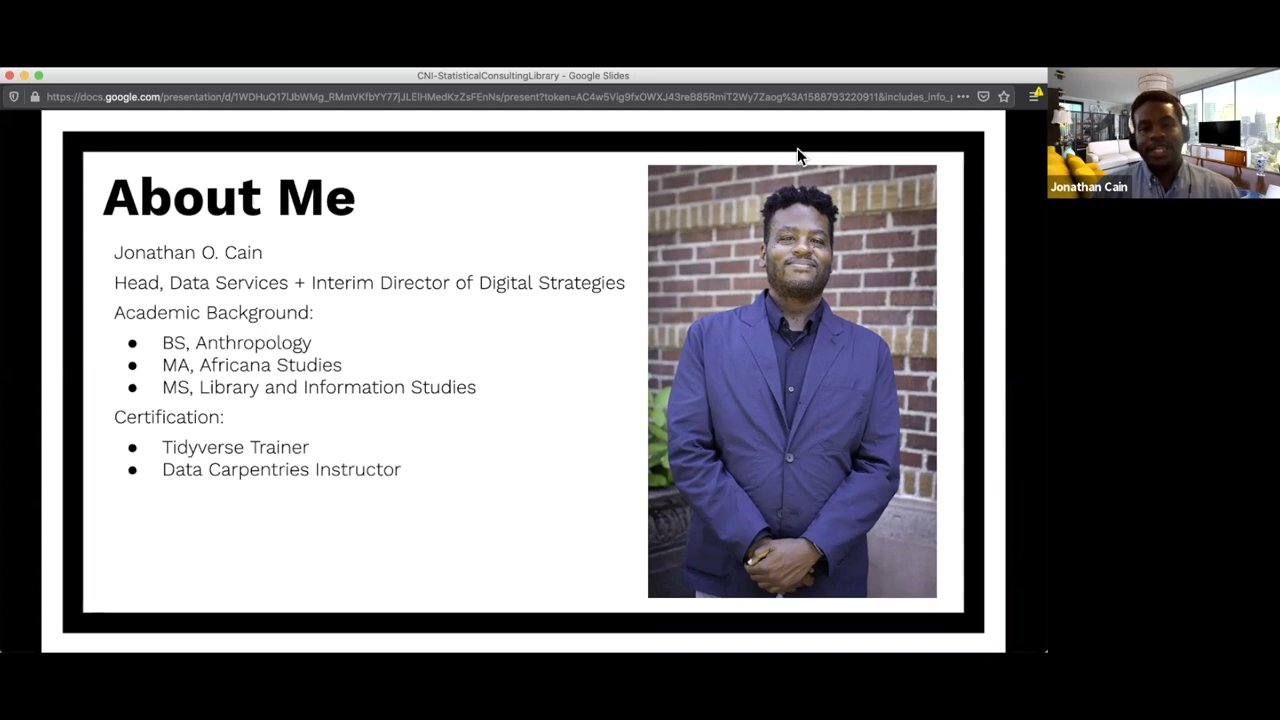 CNI-StatisticalConsultingLibrary - Google Slides
About Me
Jonathan O. Cain
Head, Data Services + Interim Director of Digital Strategies
Academic Background:
● BS, Anthropology
● MA, Africana Studies
● MS, Library and Information Studies
Certification:
● Tidyverse Trainer
● Data Carpentries Instructor
Jonathan Cain